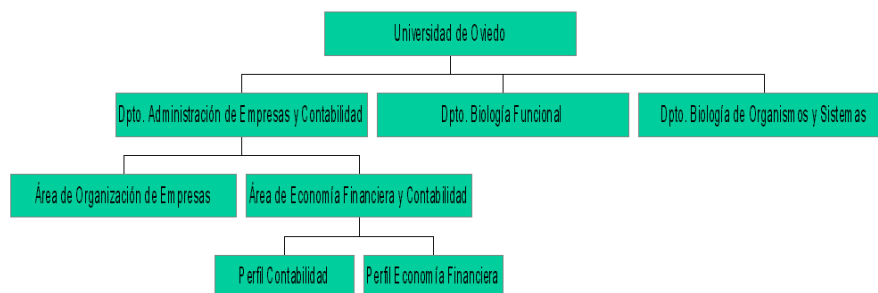 Universidad de Oviedo
Dpto. Administración de Empresas y Contabilidad
Dpto. Biología Funcional
Dpto. Biología de Organismos y Sistemas
Área de Organización de Empresas
Área de Economía Financiera y Contabilidad
Perfil Contabilidad
Perfil Economía Financiera